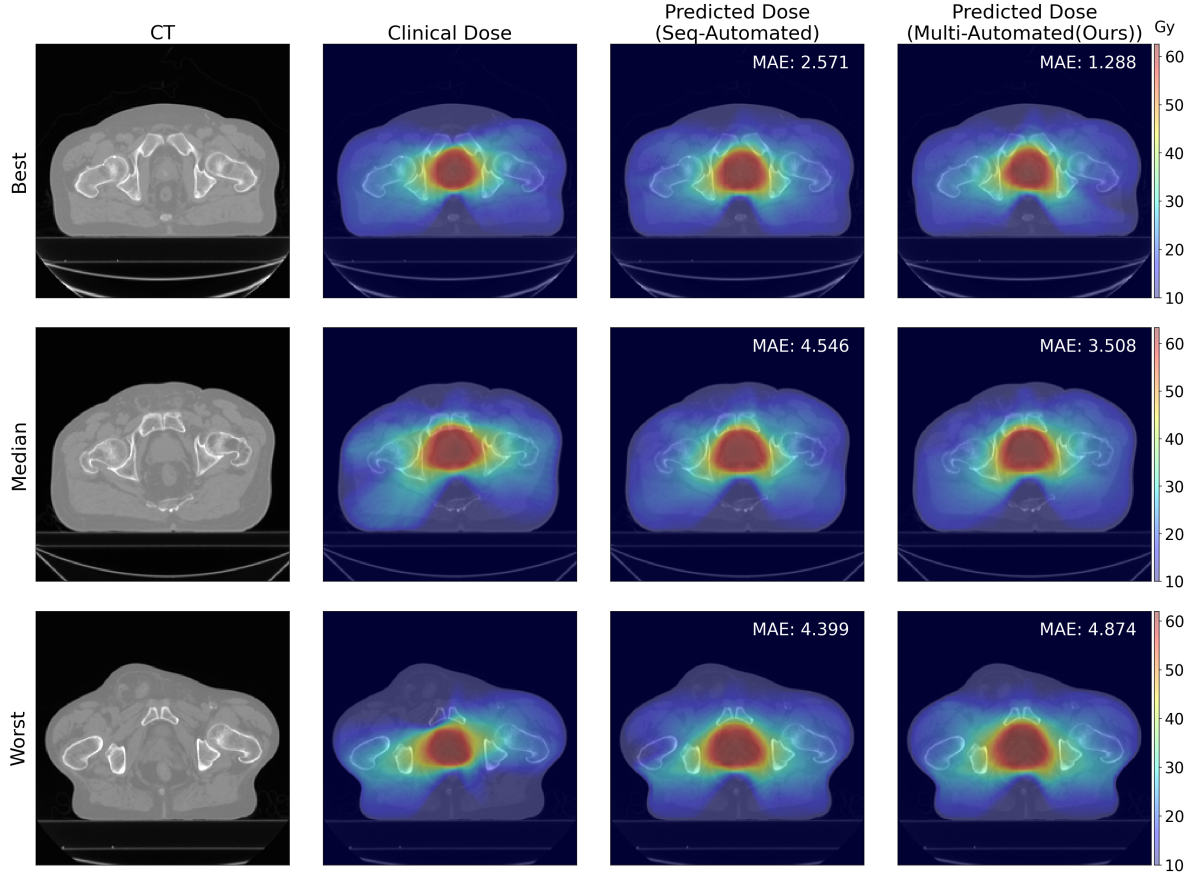 CT
Clinical Dose
Predicted Dose
(Seq-Automated)
Predicted Dose
(Multi-Automated(Ours))
Gy
Best
MAE: 2.571
MAE: 1.288
60
50
40
30
20
10
Median
MAE: 4.546
MAE: 3.508
60
50
40
30
20
10
Worst
MAE: 4.399
MAE: 4.874
60
50
40
30
20
10